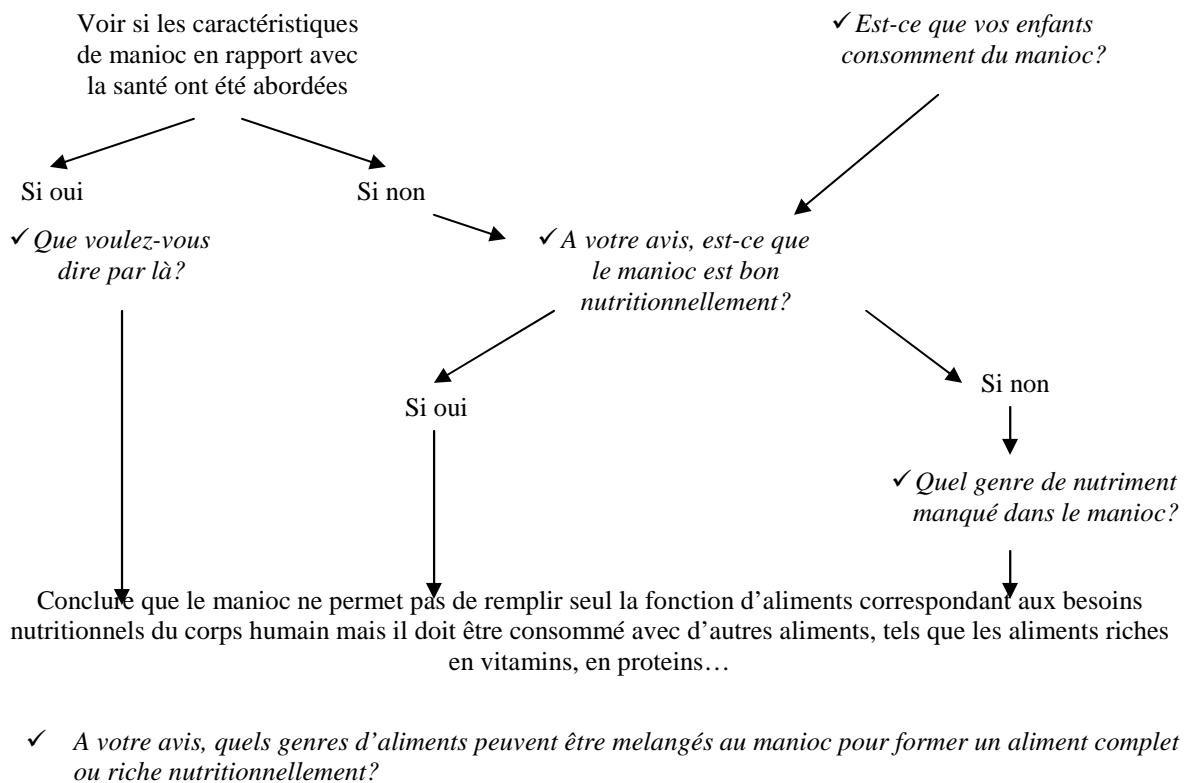 Voir si les caractéristiques
de manioc en rapport avec
la santé ont été abordées
✓ Est-ce que vos enfants
consomment du manioc?
Si oui
Si non
✓ Que voulez-vous
dire par là?
✓ A votre avis, est-ce que
le manioc est bon
nutritionnellement?
Si oui
Si non
✓ Quel genre de nutriment
manqué dans le manioc?
Conclure que le manioc ne permet pas de remplir seul la fonction d’aliments correspondant aux besoins
nutritionnels du corps humain mais il doit être consommé avec d’autres aliments, tels que les aliments riches
en vitamins, en proteins…
✓ A votre avis, quels genres d’aliments peuvent être melangés au manioc pour former un aliment complet
ou riche nutritionnellement?